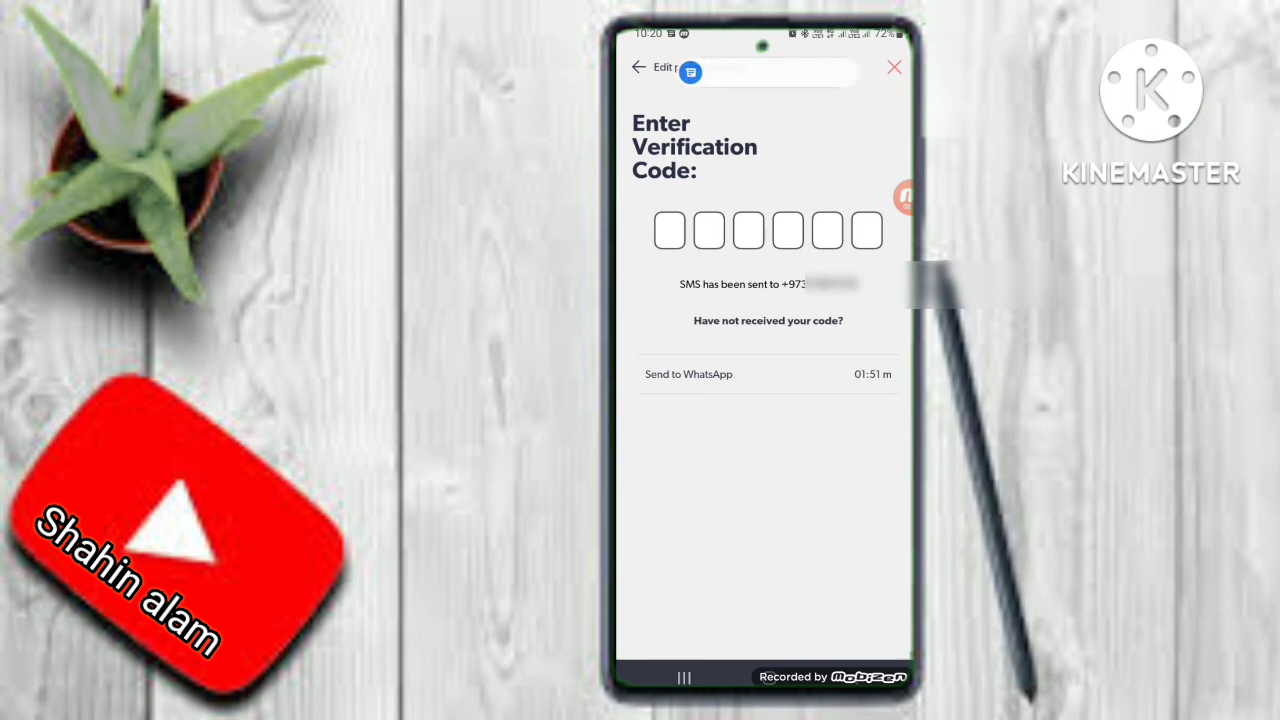 10:20
72%
Edit
Enter
Verification
Code:
SMS has been sent to +973
Have not received your code?
Send to WhatsApp
01:51 m
Recorded by Mobizen
K
KINEMASTER
Shahin alam